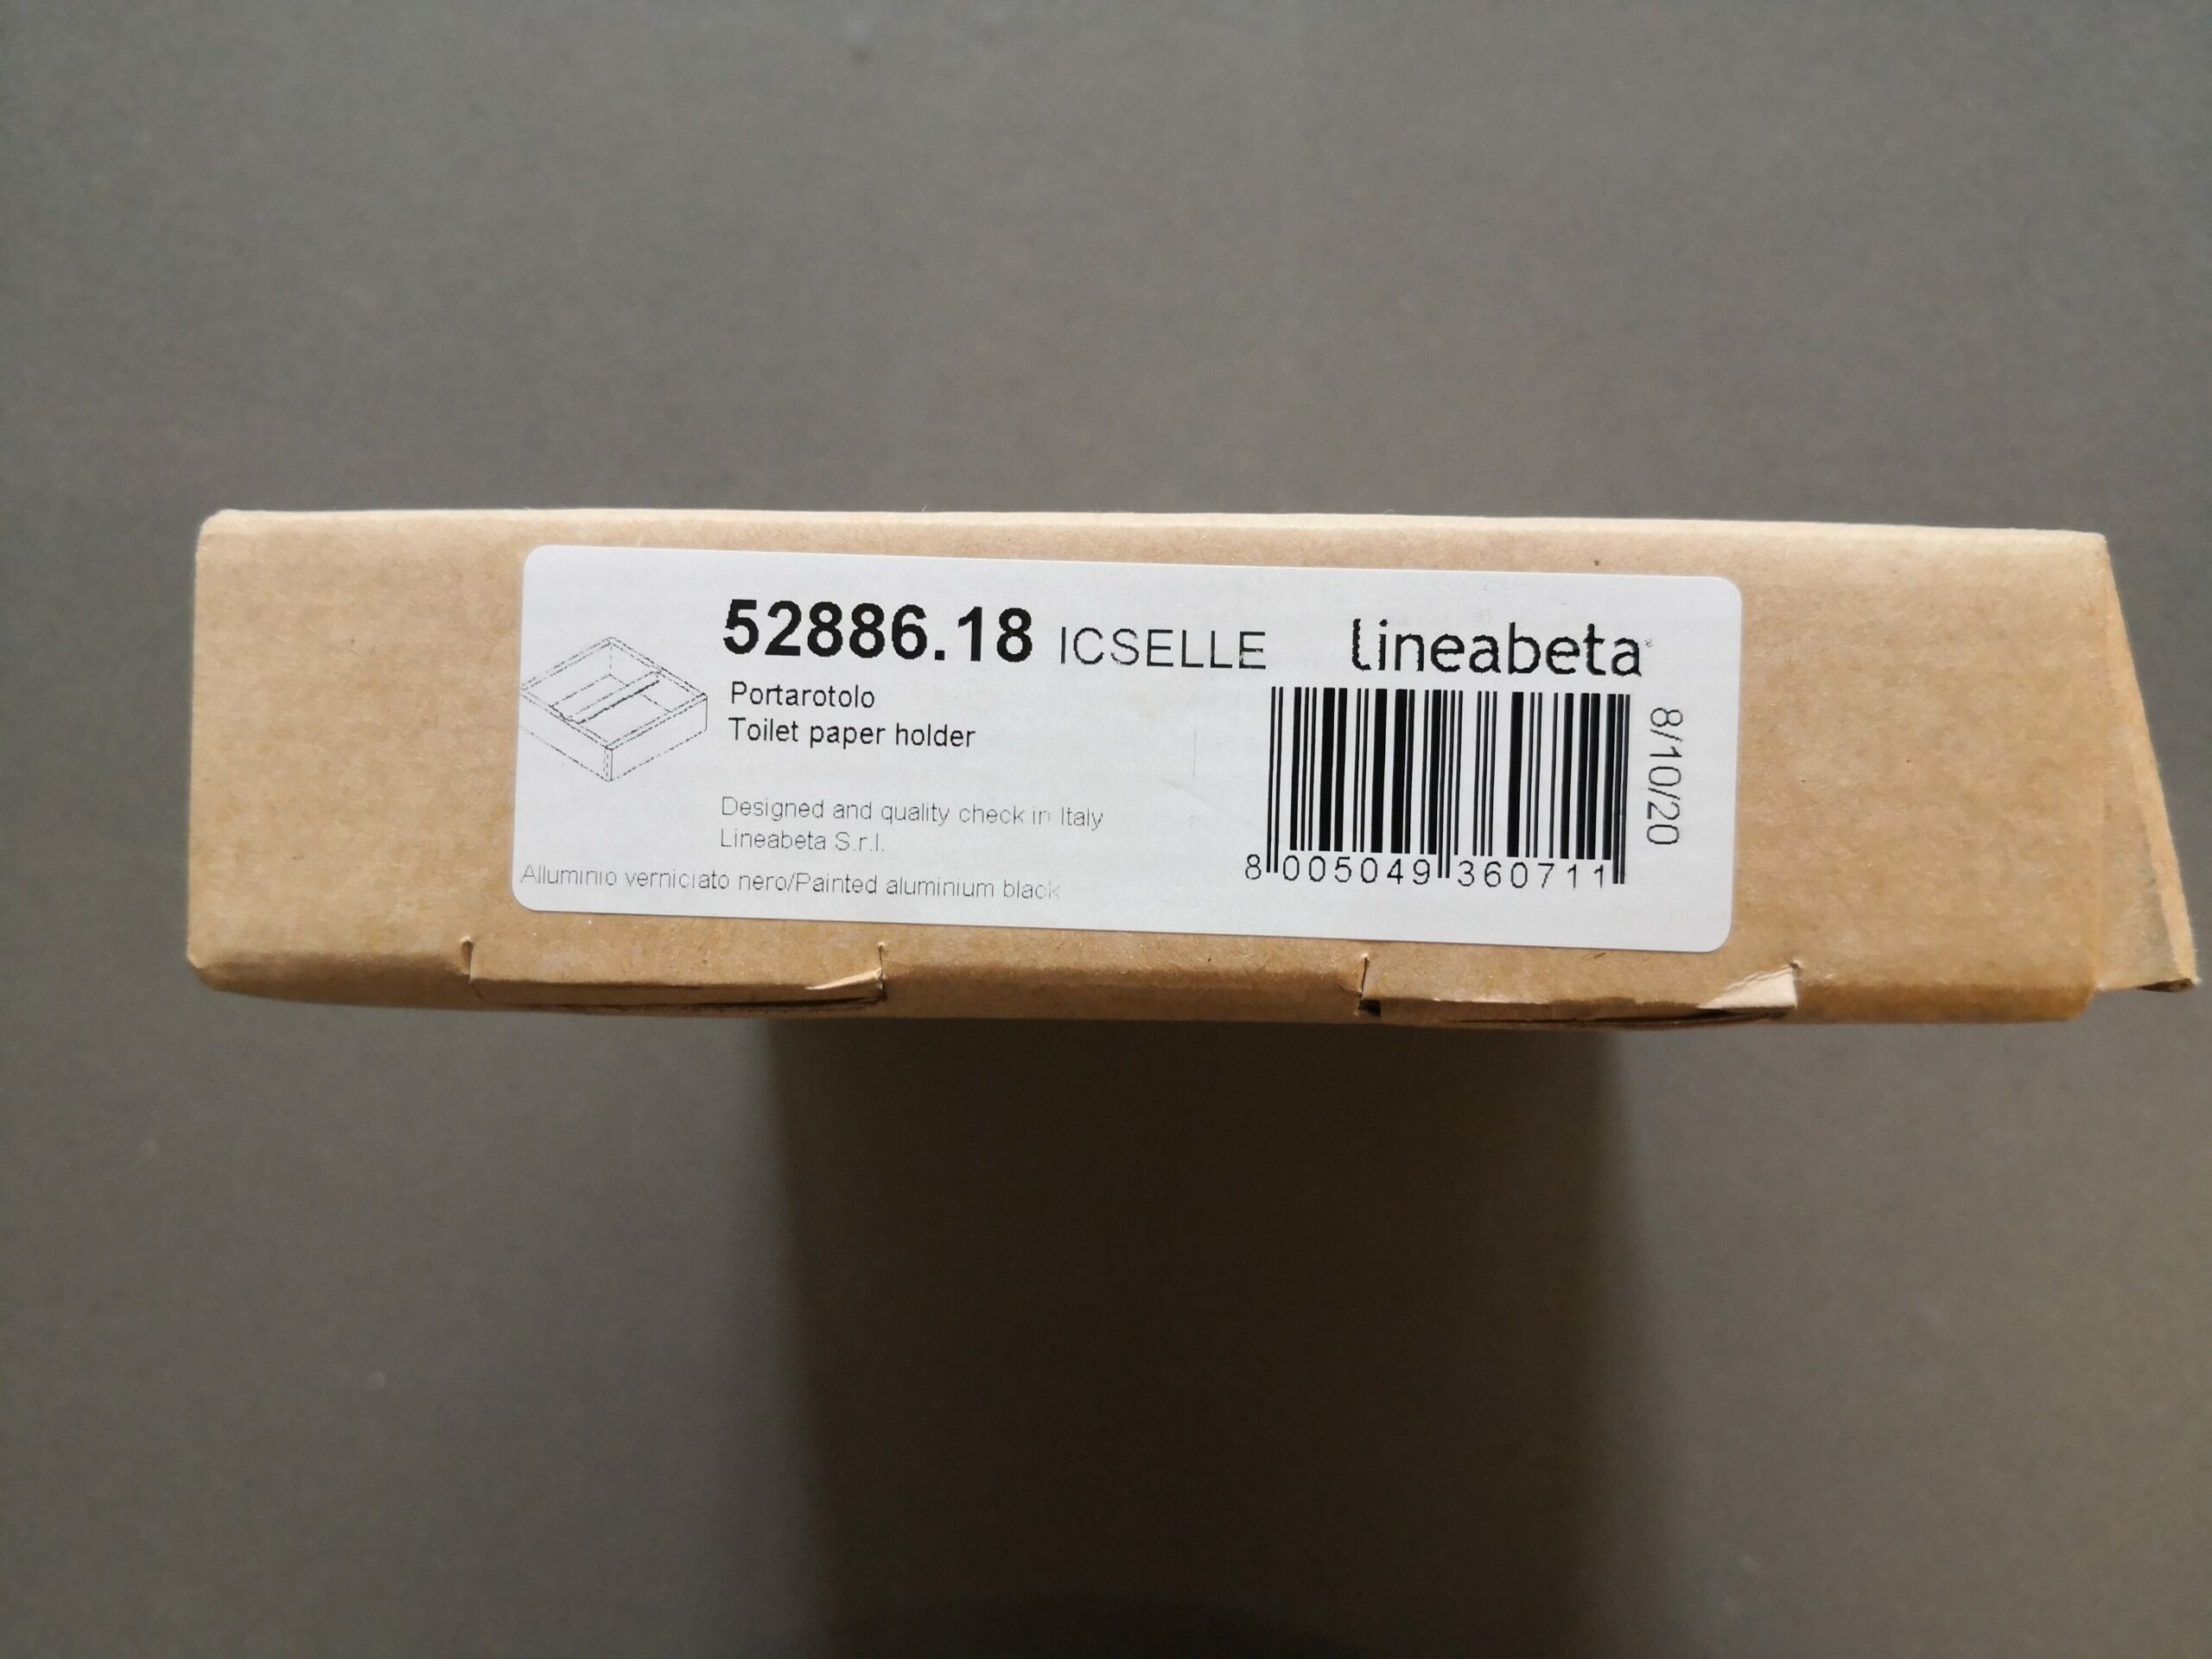 52886.18 ICSELLE
lineabeta
Portarotolo
Toilet paper holder
Designed and quality check in Italy
Lineabeta S.r.l.
Alluminio verniciato nero/Painted aluminium black
8 005049 360711
8/10/20